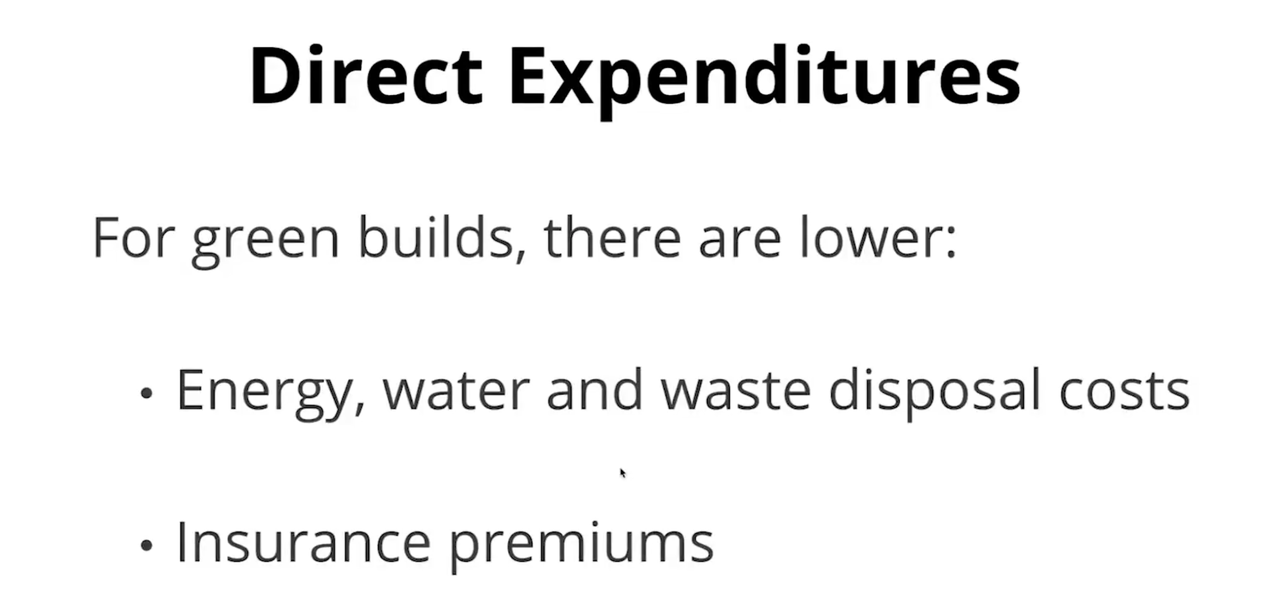 Direct Expenditures
For green builds, there are lower:
• Energy, water and waste disposal costs
• Insurance premiums